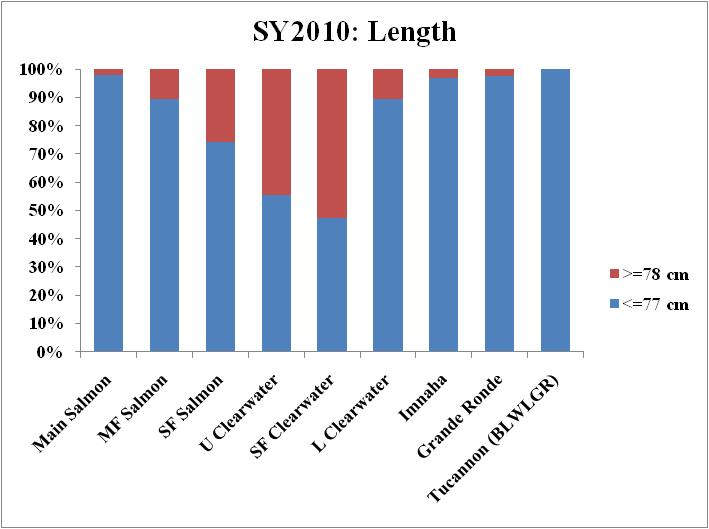 SY2010: Length
100%
90%
80%
70%
60%
50%
40%
30%
20%
10%
0%
>=78 cm
<=77 cm
Main Salmon
MF Salmon
SF Salmon
U Clearwater
SF Clearwater
L Clearwater
Imnaha
Grande Ronde
Tucannon (BLWLGR)